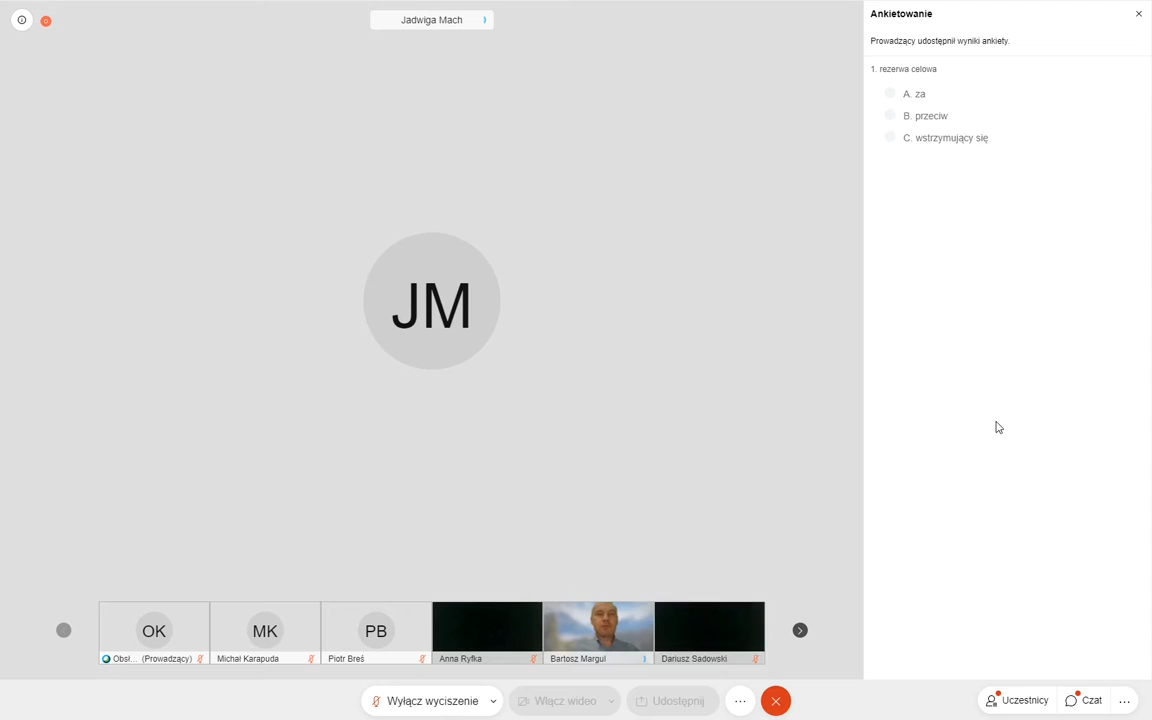 Jadwiga Mach
Ankietowanie
Prowadzący udostępnił wyniki ankiety.
1. rezerwa celowa
A. za
B. przeciw
C. wstrzymujący się
JM
OK
MK
PB
Obsł... (Prowadzący)
Michał Karapuda
Piotr Breś
Anna Ryfka
Bartosz Margul
Dariusz Sadowski
Wyłącz wyciszenie
Włącz wideo
Udostępnij
Uczestnicy
Czat